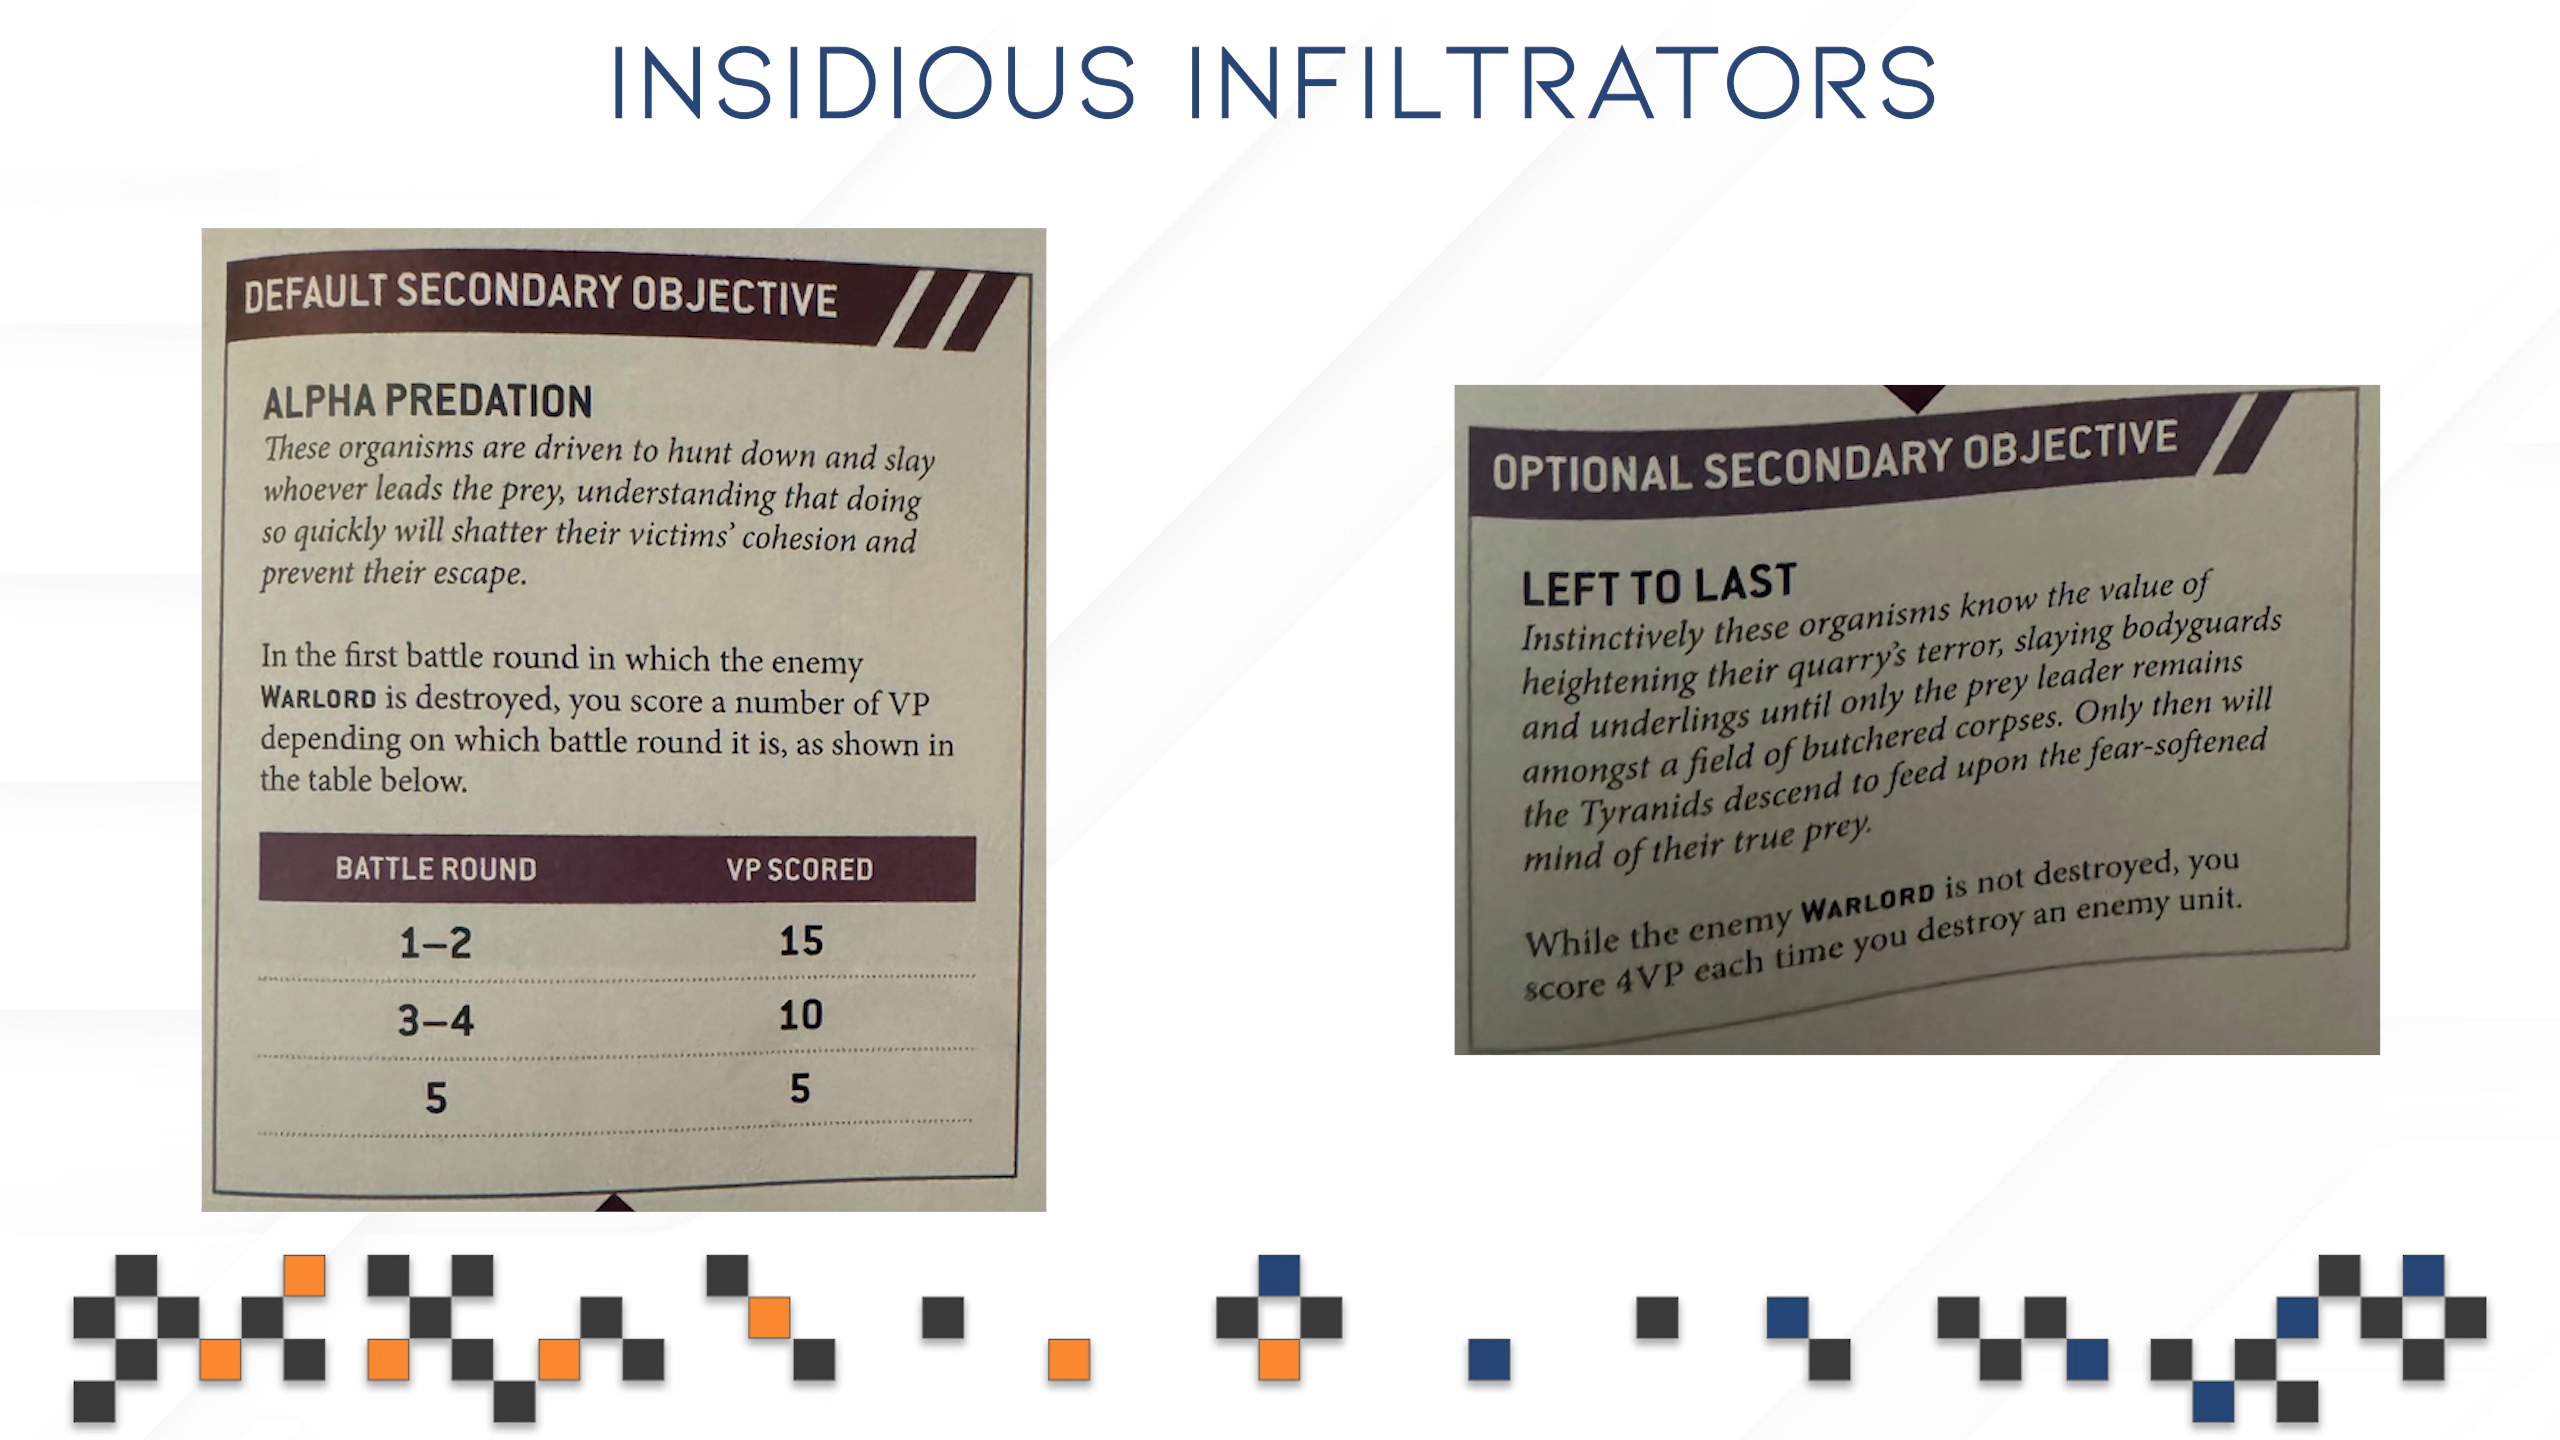 INSIDIOUS INFILTRATORS
DEFAULT SECONDARY OBJECTIVE
ALPHA PREDATION
These organisms are driven to hunt down and slay
whoever leads the prey, understanding that doing
so quickly will shatter their victims' cohesion and
prevent their escape.
In the first battle round in which the enemy
WARLORD is destroyed, you score a number of VP
depending on which battle round it is, as shown in
the table below.
BATTLE ROUND VP SCORED
1–2 15
3–4 10
5 5
OPTIONAL SECONDARY OBJECTIVE
LEFT TO LAST
Instinctively these organisms know the value of
heightening their quarry's terror, slaying bodyguards
and underlings until only the prey leader remains
amongst a field of butchered corpses. Only then will
the Tyranids descend to feed upon the fear-softened
mind of their true prey.
While the enemy WARLORD is not destroyed, you
score 4VP each time you destroy an enemy unit.